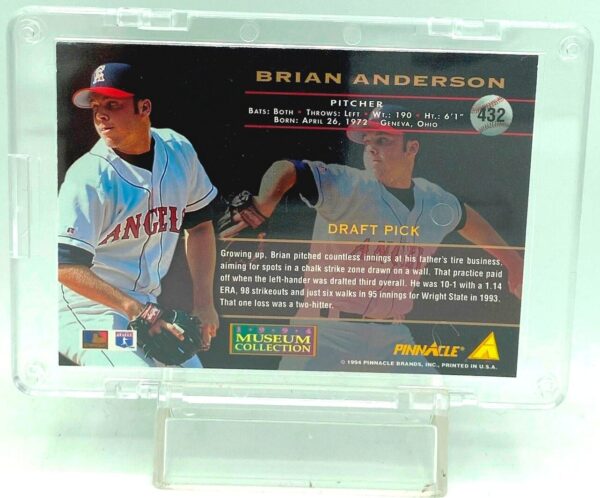 BRIAN ANDERSON
PITCHER
BATS: BOTH • THROWS: LEFT • WT.: 190 • HT.: 6'1"
BORN: APRIL 26, 1972 GENEVA, OHIO
432
ANGELS
DRAFT PICK
Growing up, Brian pitched countless innings at his father's tire business,
aiming for spots in a chalk strike zone drawn on a wall. That practice paid
off when the left-hander was drafted third overall. He was 10-1 with a 1.14
ERA, 98 strikeouts and just six walks in 95 innings for Wright State in 1993.
That one loss was a two-hitter.
1994
MUSEUM
COLLECTION
PINNACLE
© 1994 PINNACLE BRANDS, INC., PRINTED IN U.S.A.